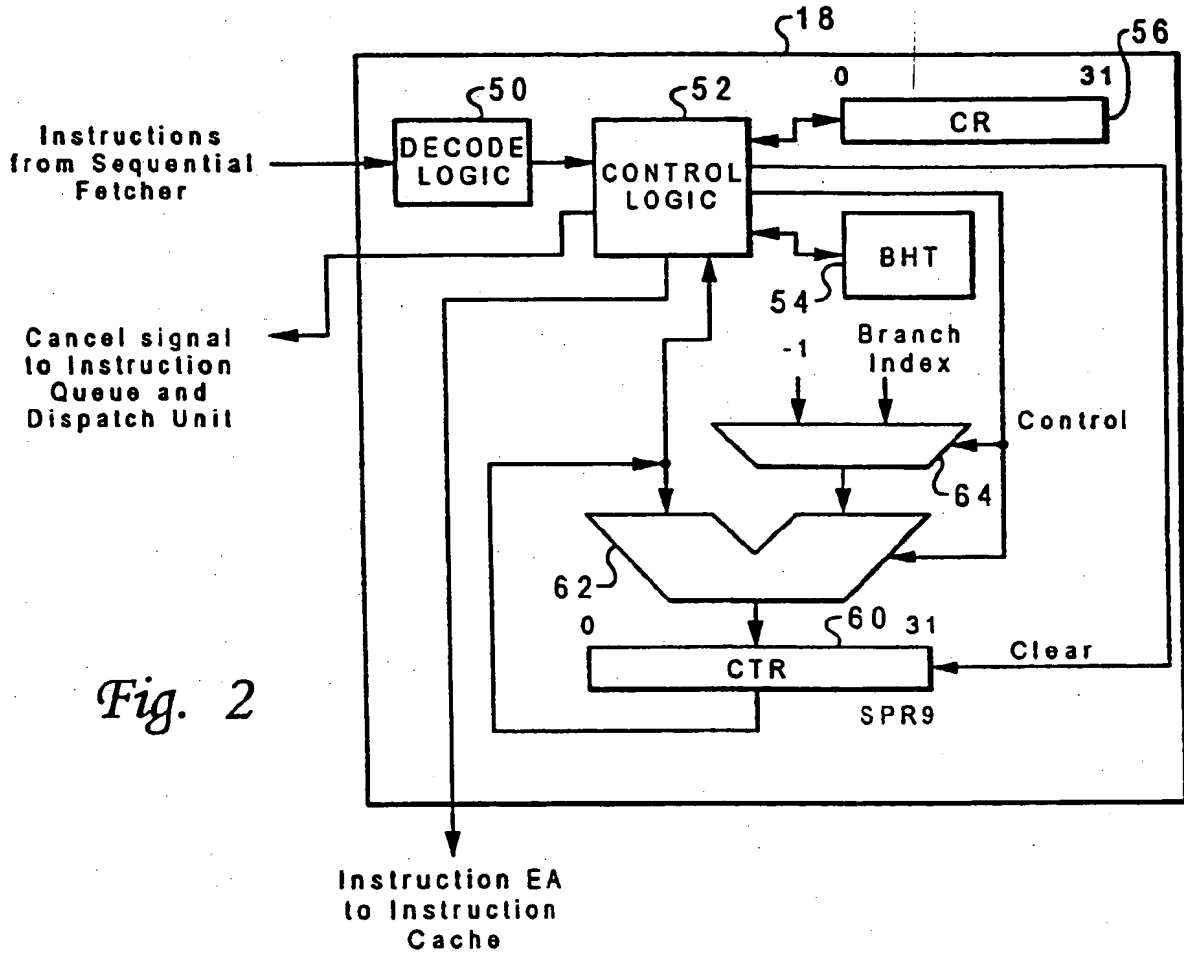 18
56
0 31
CR
50
52
Instructions
from Sequential
Fetcher
DECODE
LOGIC
CONTROL
LOGIC
BHT
54
Cancel signal
to Instruction
Queue and
Dispatch Unit
-1
Branch
Index
Control
64
62
0
60
31
CTR
Clear
SPR9
Fig. 2
Instruction EA
to Instruction
Cache